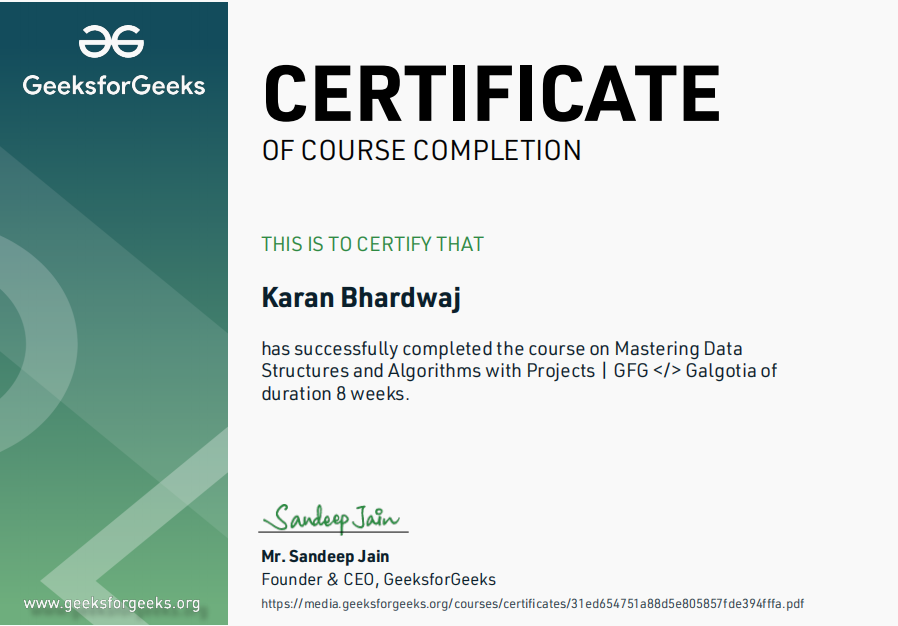 GeeksforGeeks
CERTIFICATE
OF COURSE COMPLETION
THIS IS TO CERTIFY THAT
Karan Bhardwaj
has successfully completed the course on Mastering Data
Structures and Algorithms with Projects | GFG </> Galgotia of
duration 8 weeks.
Sandeep Jain
Mr. Sandeep Jain
Founder & CEO, GeeksforGeeks
https://media.geeksforgeeks.org/courses/certificates/31ed654751a88d5e805857fde394fffa.pdf
www.geeksforgeeks.org